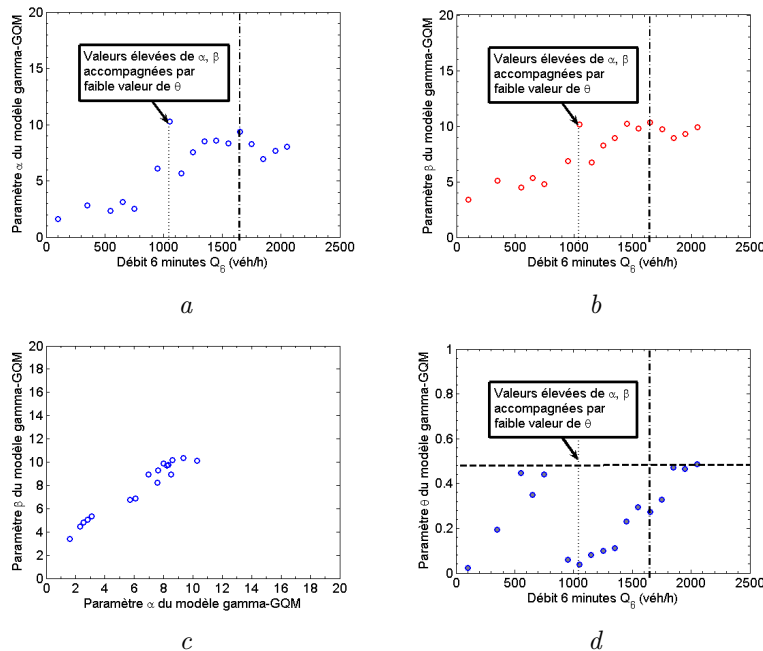 20
15
10
5
0
Paramètre α du modèle gamma-GQM
Valeurs élevées de α, β
accompagnées par
faible valeur de θ
0 500 1000 1500 2000 2500
Débit 6 minutes Q6 (véh/h)
a
20
15
10
5
0
Paramètre β du modèle gamma-GQM
Valeurs élevées de α, β
accompagnées par
faible valeur de θ
0 500 1000 1500 2000 2500
Débit 6 minutes Q6 (véh/h)
b
20
18
16
14
12
10
8
6
4
2
0
Paramètre β du modèle gamma-GQM
0 2 4 6 8 10 12 14 16 18 20
Paramètre α du modèle gamma-GQM
c
1
0.8
0.6
0.4
0.2
0
Paramètre θ du modèle gamma-GQM
Valeurs élevées de α, β
accompagnées par
faible valeur de θ
0 500 1000 1500 2000 2500
Débit 6 minutes Q6 (véh/h)
d